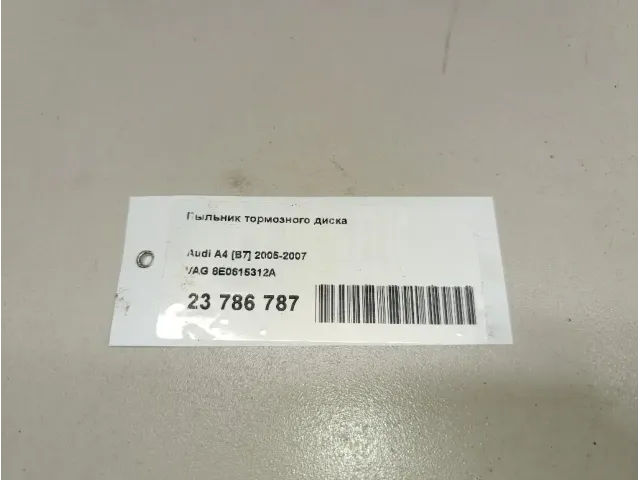 Пыльник тормозного диска
Audi A4 [B7] 2005-2007
VAG 8E0615312A
23 786 787